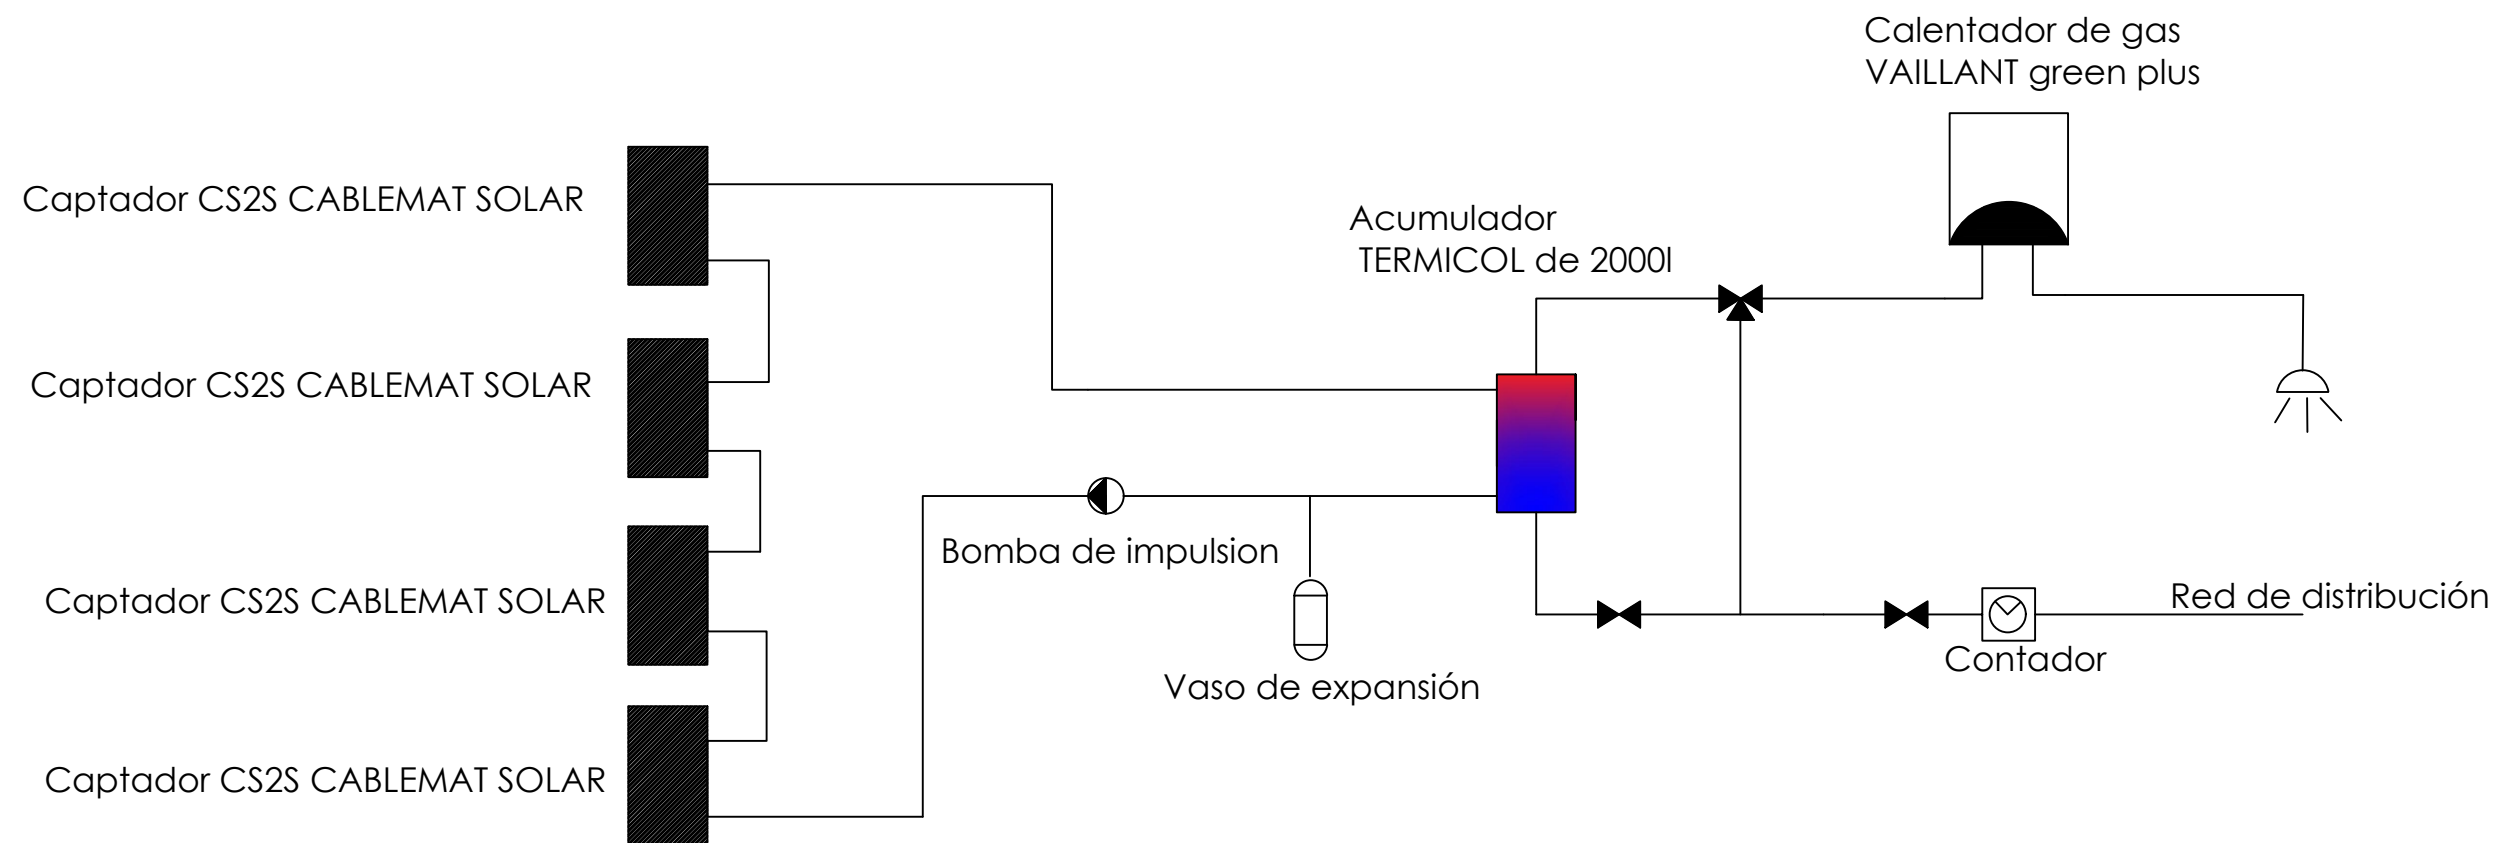 Calentador de gas
VAILLANT green plus
Captador CS2S CABLEMAT SOLAR
Acumulador
TERMICOL de 2000l
Captador CS2S CABLEMAT SOLAR
Bomba de impulsion
Captador CS2S CABLEMAT SOLAR
Red de distribución
Contador
Vaso de expansión
Captador CS2S CABLEMAT SOLAR